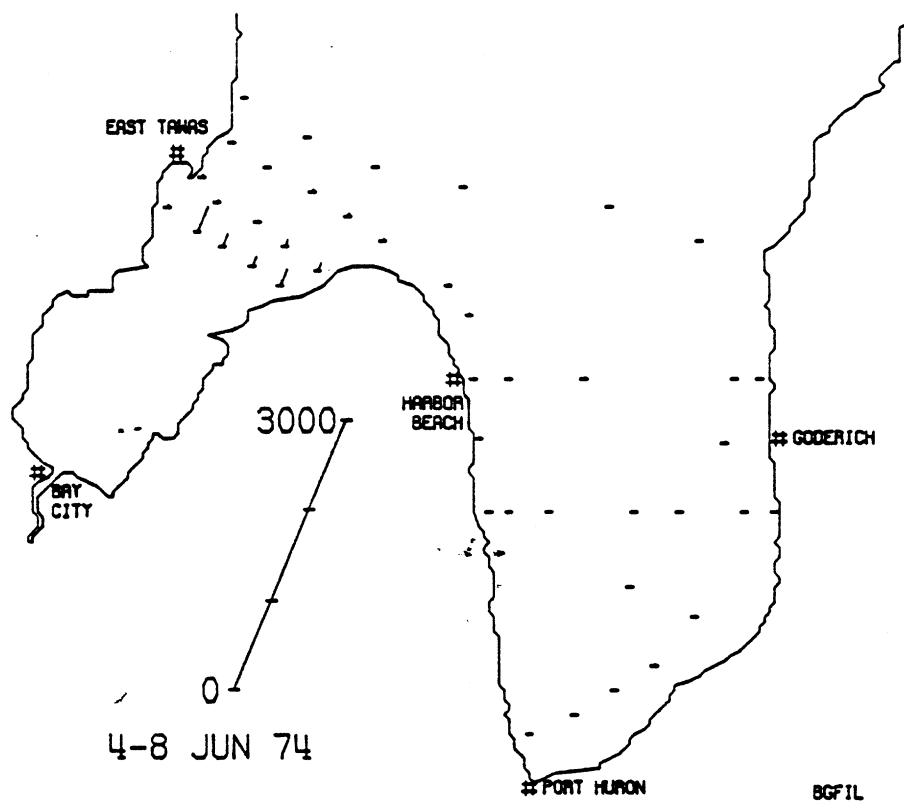 EAST TAWAS
#
3000
#
HARBOR
BEACH
# GODERICH
#
BAY
CITY
0
4-8 JUN 74
# PORT HURON
BGFIL